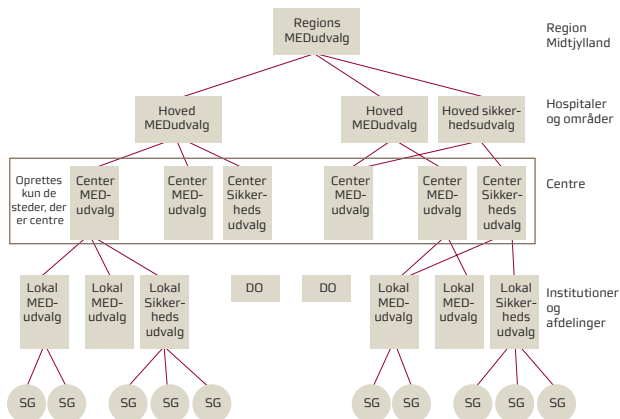 Regions
MEDudvalg
Region
Midtjylland
Hoved
MEDudvalg
Hoved
MEDudvalg
Hoved sikker-
hedsudvalg
Hospitaler
og områder
Oprettes
kun de
steder, der
er centre
Center
MED-
udvalg
Center
MED-
udvalg
Center
Sikker-
heds
udvalg
Center
MED-
udvalg
Center
MED-
udvalg
Center
Sikker-
heds
udvalg
Centre
Lokal
MED-
udvalg
Lokal
MED-
udvalg
Lokal
Sikker-
heds
udvalg
DO
DO
Lokal
MED-
udvalg
Lokal
MED-
udvalg
Lokal
Sikker-
heds
udvalg
Institutioner
og
afdelinger
SG
SG
SG
SG
SG
SG
SG
SG
SG
SG